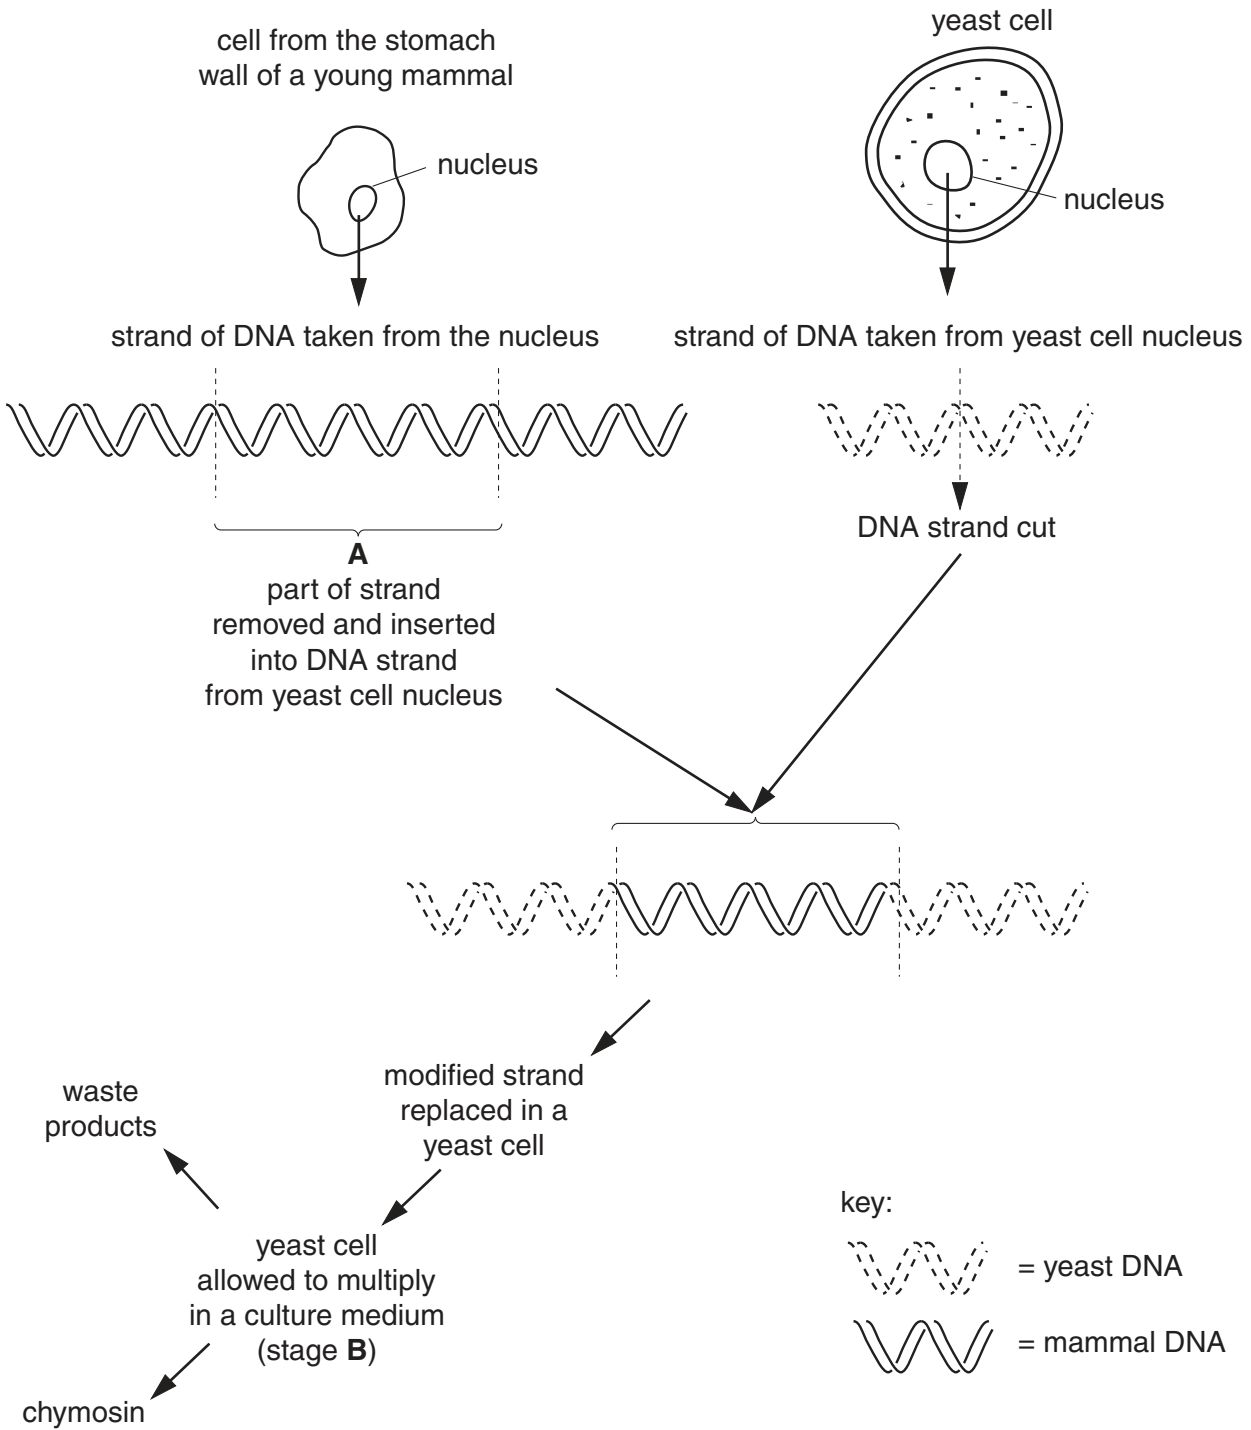 cell from the stomach
wall of a young mammal
nucleus
yeast cell
nucleus
strand of DNA taken from the nucleus
strand of DNA taken from yeast cell nucleus
DNA strand cut
A
part of strand
removed and inserted
into DNA strand
from yeast cell nucleus
modified strand
replaced in a
yeast cell
waste
products
yeast cell
allowed to multiply
in a culture medium
(stage B)
chymosin
key:
= yeast DNA
= mammal DNA